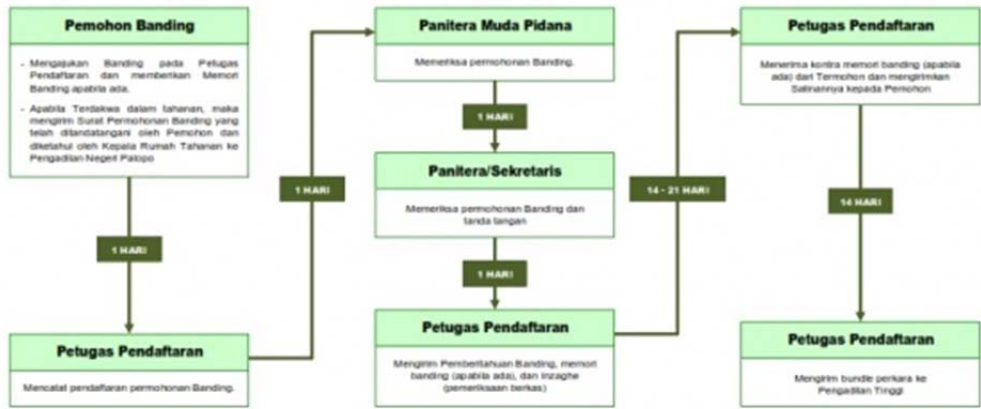 Pemohon Banding
- Mengajukan Banding pada Petugas
Pendaftaran dan memberikan Memori
Banding apabila ada.
- Apabila Terdakwa dalam tahanan, maka
mengirim Surat Permohonan Banding yang
telah ditandatangani oleh Pemohon dan
diketahui oleh Kepala Rumah Tahanan ke
Pengadilan Negeri Palopo
1 HARI
Petugas Pendaftaran
Mencatat pendaftaran permohonan Banding.
1 HARI
Panitera Muda Pidana
Memeriksa permohonan Banding.
1 HARI
Panitera/Sekretaris
Memeriksa permohonan Banding dan
tanda tangan
1 HARI
Petugas Pendaftaran
Mengirim Pemberitahuan Banding, memori
banding (apabila ada), dan Inzaghe
(pemeriksaan berkas)
14 - 21 HARI
Petugas Pendaftaran
Menerima kontra memori banding (apabila
ada) dari Termohon dan mengirimkan
Salinannya kepada Pemohon
14 HARI
Petugas Pendaftaran
Mengirim bundle perkara ke
Pengadilan Tinggi